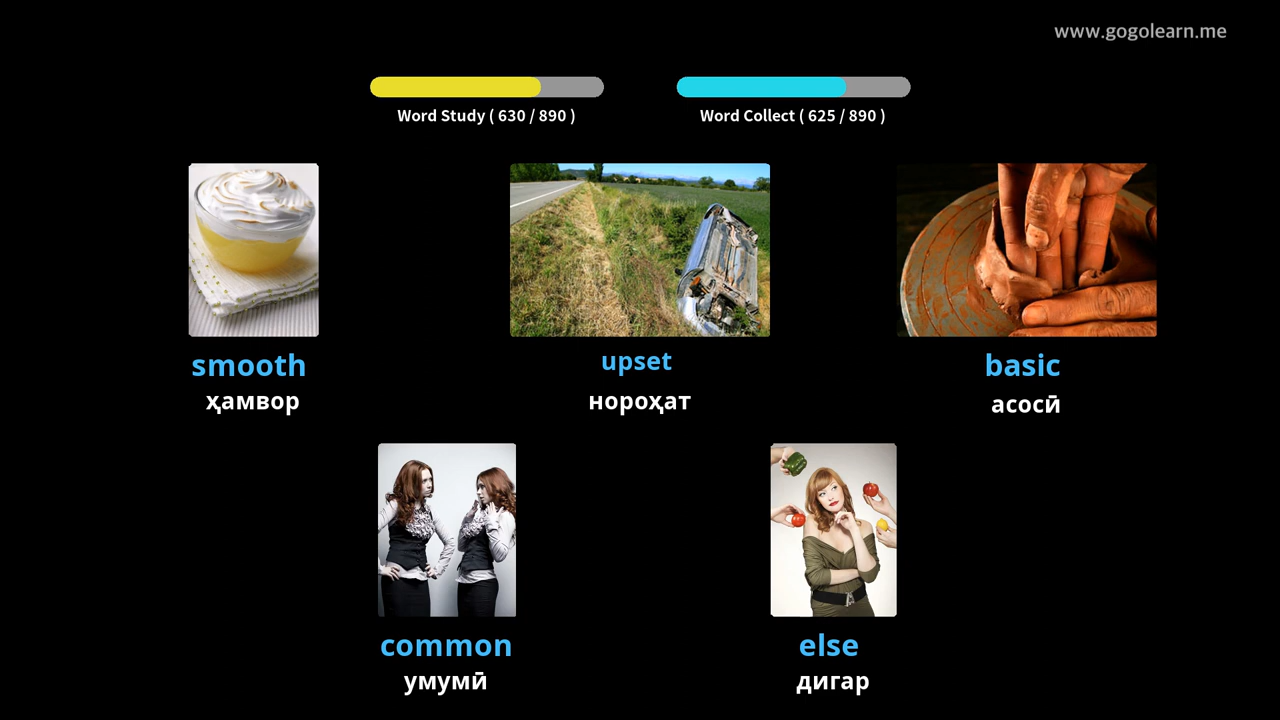 www.gogolearn.me
Word Study ( 630 / 890 )
Word Collect ( 625 / 890 )
smooth
ҳамвор
upset
нороҳат
basic
асосӣ
common
умумӣ
else
дигар